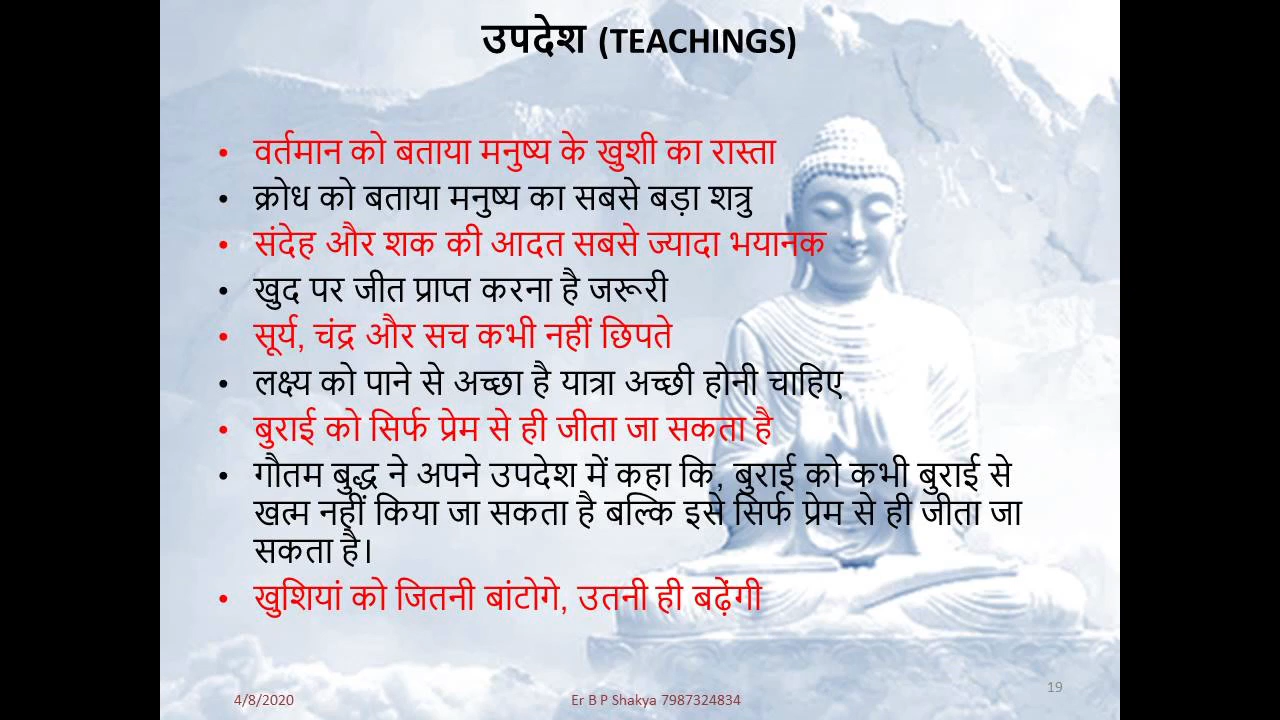 उपदेश (TEACHINGS)
• वर्तमान को बताया मनुष्य के खुशी का रास्ता
• क्रोध को बताया मनुष्य का सबसे बड़ा शत्रु
• संदेह और शक की आदत सबसे ज्यादा भयानक
• खुद पर जीत प्राप्त करना है जरूरी
• सूर्य, चंद्र और सच कभी नहीं छिपते
• लक्ष्य को पाने से अच्छा है यात्रा अच्छी होनी चाहिए
• बुराई को सिर्फ प्रेम से ही जीता जा सकता है
• गौतम बुद्ध ने अपने उपदेश में कहा कि, बुराई को कभी बुराई से
खत्म नहीं किया जा सकता है बल्कि इसे सिर्फ प्रेम से ही जीता जा
सकता है।
• खुशियां को जितनी बांटोगे, उतनी ही बढ़ेंगी
4/8/2020
Er B P Shakya 7987324834
19